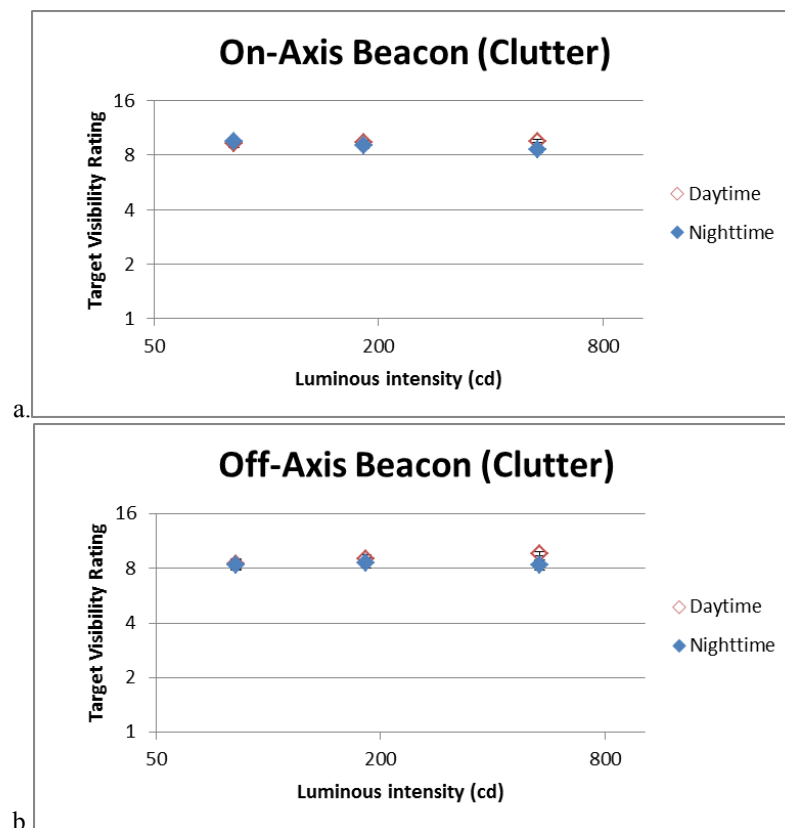 On-Axis Beacon (Clutter)
16
8
4
2
1
Target Visibility Rating
50 200 800
Luminous intensity (cd)
Daytime
Nighttime
a.
Off-Axis Beacon (Clutter)
16
8
4
2
1
Target Visibility Rating
50 200 800
Luminous intensity (cd)
Daytime
Nighttime
b